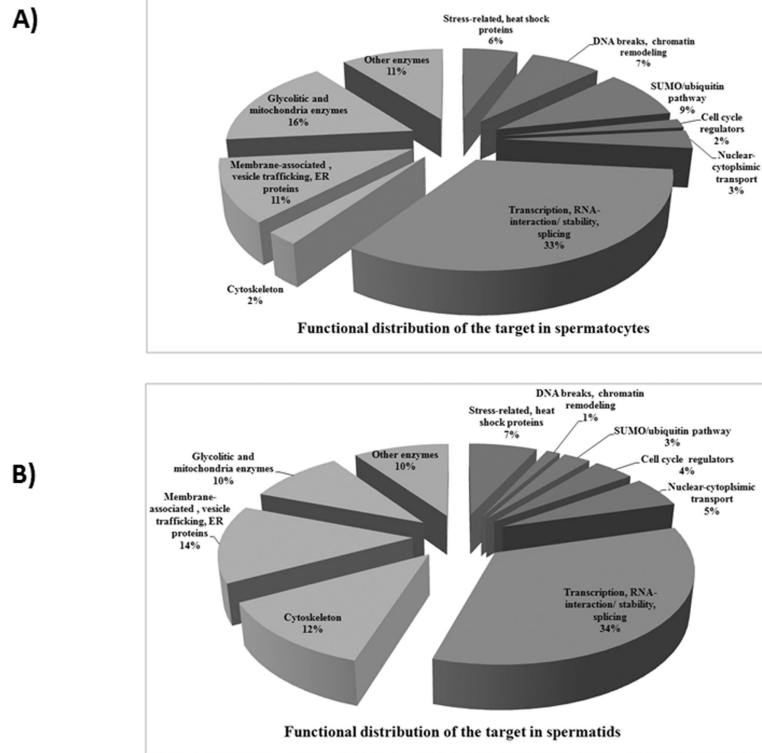 A)
Stress-related, heat shock
proteins
6%
DNA breaks, chromatin
remodeling
7%
SUMO/ubiquitin
pathway
9%
Cell cycle
regulators
2%
Nuclear-
cytoplsimic
transport
3%
Transcription, RNA-
interaction/ stability,
splicing
33%
Cytoskeleton
2%
Membrane-associated ,
vesicle trafficking, ER
proteins
11%
Glycolitic and
mitochondria enzymes
16%
Other enzymes
11%
Functional distribution of the target in spermatocytes
B)
Stress-related, heat
shock proteins
7%
DNA breaks, chromatin
remodeling
1%
SUMO/ubiquitin pathway
3%
Cell cycle regulators
4%
Nuclear-cytoplsimic
transport
5%
Transcription, RNA-
interaction/ stability,
splicing
34%
Cytoskeleton
12%
Membrane-
associated , vesicle
trafficking, ER
proteins
14%
Glycolitic and
mitochondria enzymes
10%
Other enzymes
10%
Functional distribution of the target in spermatids